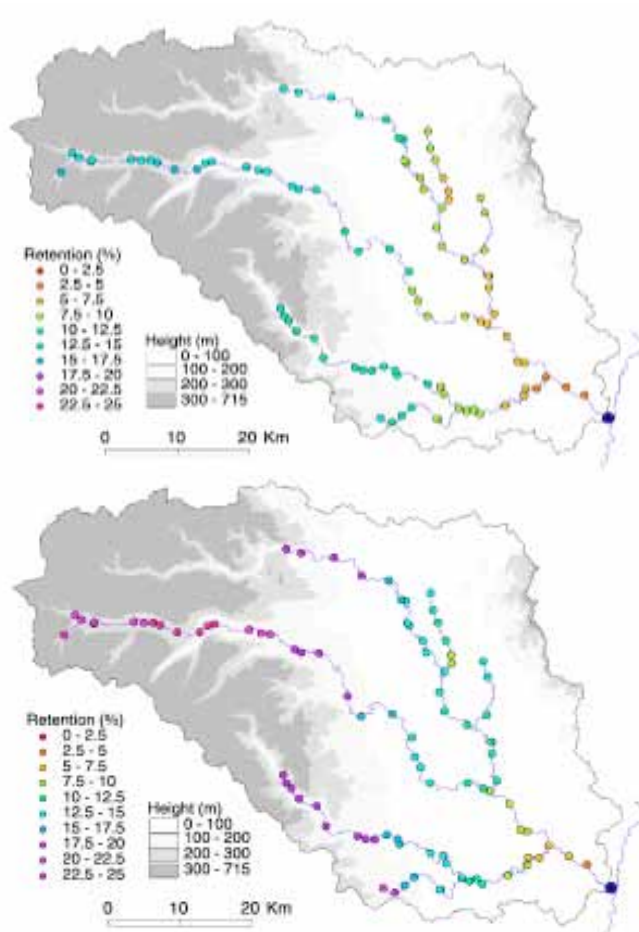 Retention (%)
0 - 2.5
2.5 - 5
5 - 7.5
7.5 - 10
10 - 12.5
12.5 - 15
15 - 17.5
17.5 - 20
20 - 22.5
22.5 - 25
Height (m)
0 - 100
100 - 200
200 - 300
300 - 715
0 10 20 Km
Retention (%)
0 - 2.5
2.5 - 5
5 - 7.5
7.5 - 10
10 - 12.5
12.5 - 15
15 - 17.5
17.5 - 20
20 - 22.5
22.5 - 25
Height (m)
0 - 100
100 - 200
200 - 300
300 - 715
0 10 20 Km